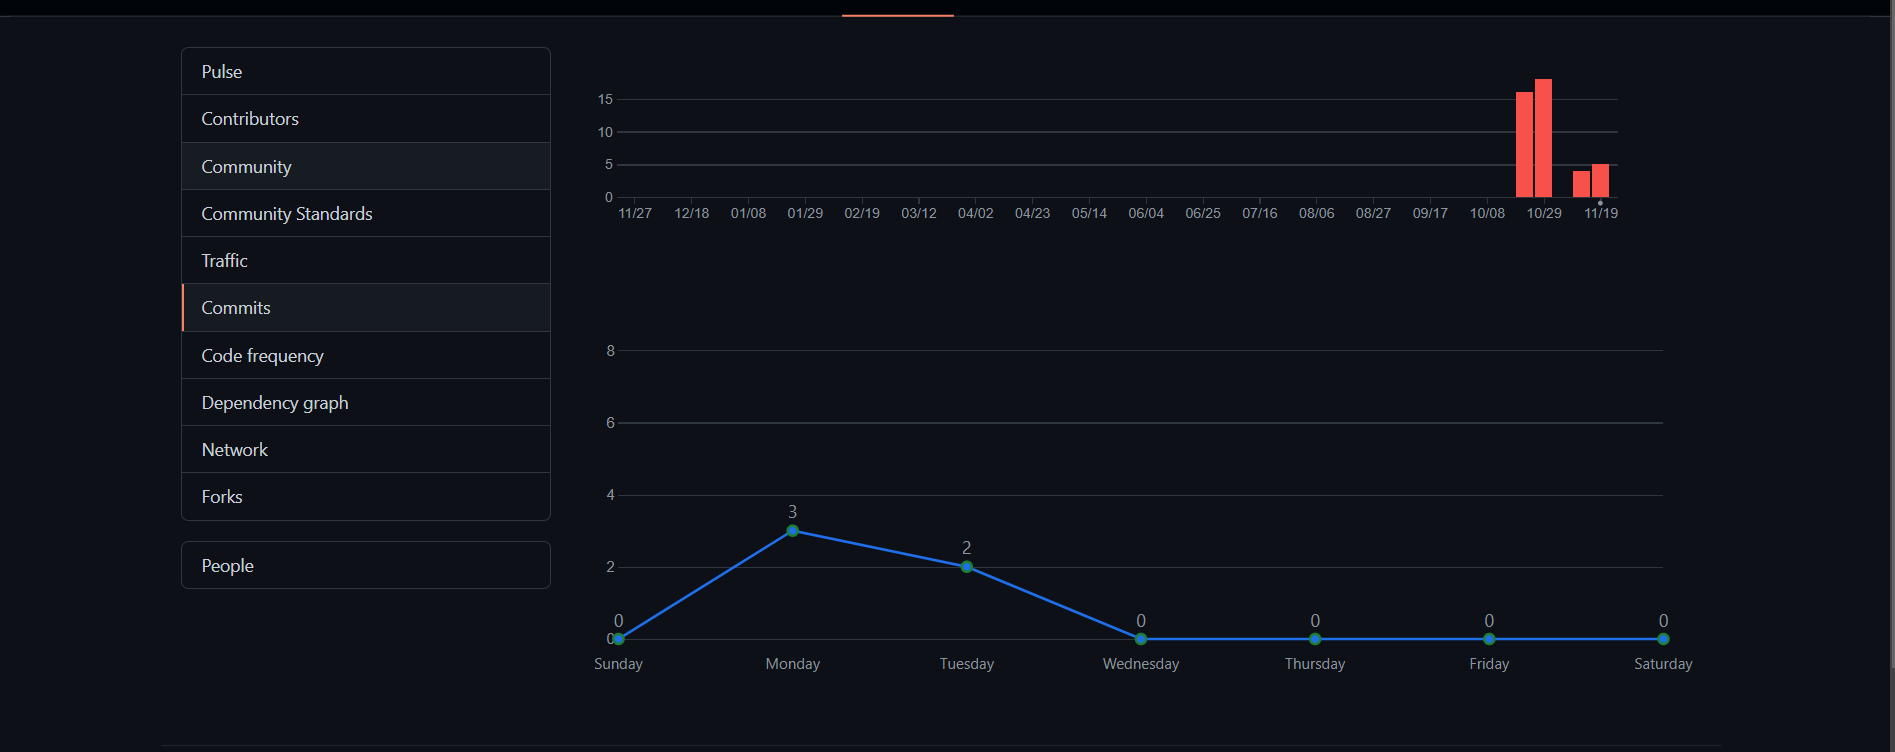 Pulse
Contributors
Community
Community Standards
Traffic
Commits
Code frequency
Dependency graph
Network
Forks
People
15
10
5
0
11/27 12/18 01/08 01/29 02/19 03/12 04/02 04/23 05/14 06/04 06/25 07/16 08/06 08/27 09/17 10/08 10/29 11/19
8
6
4
3
2
2
0 0 0 0 0
0
Sunday Monday Tuesday Wednesday Thursday Friday Saturday